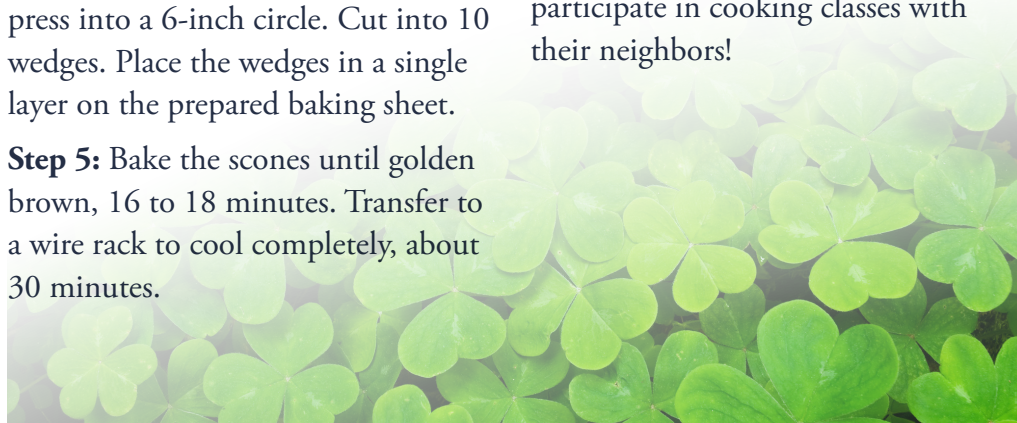 press into a 6-inch circle. Cut into 10
wedges. Place the wedges in a single
layer on the prepared baking sheet.
Step 5: Bake the scones until golden
brown, 16 to 18 minutes. Transfer to
a wire rack to cool completely, about
30 minutes.
participate in cooking classes with
their neighbors!